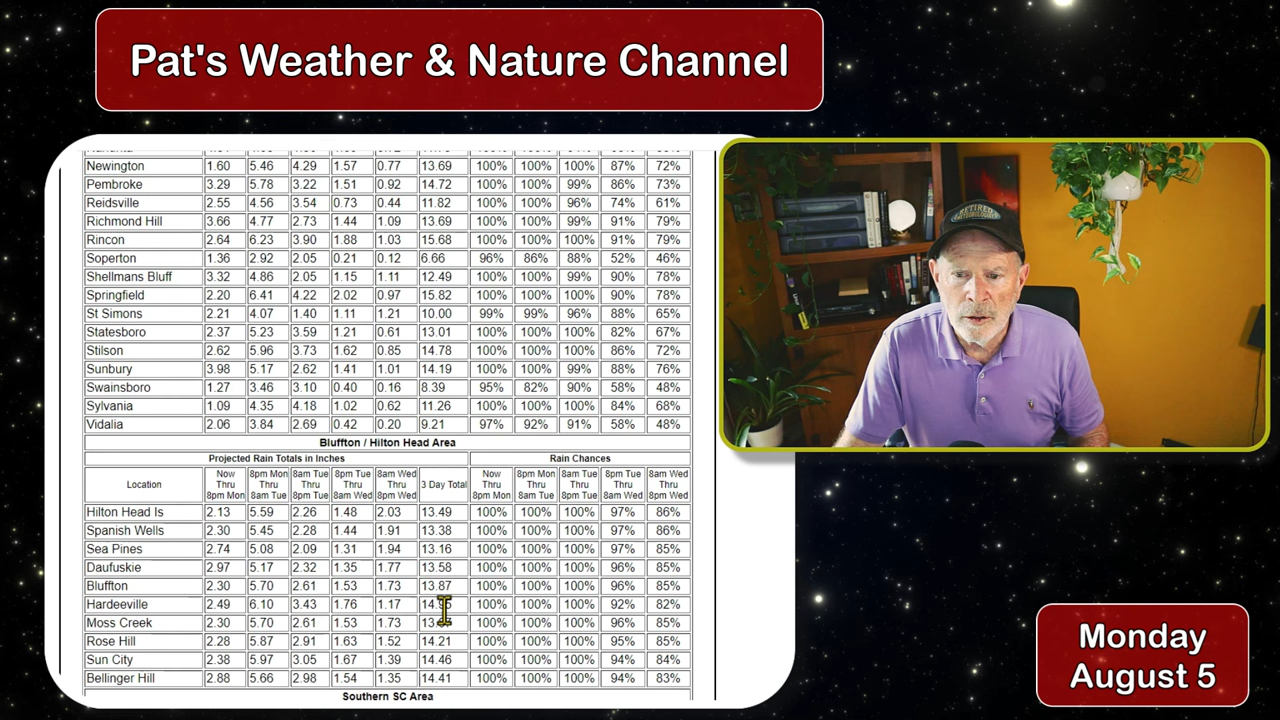 Pat's Weather & Nature Channel
Newington 1.60 5.46 4.29 1.57 0.77 13.69 100% 100% 100% 87% 72%
Pembroke 3.29 5.78 3.22 1.51 0.92 14.72 100% 100% 99% 86% 73%
Reidsville 2.55 4.56 3.54 0.73 0.44 11.82 100% 100% 96% 74% 61%
Richmond Hill 3.66 4.77 2.73 1.44 1.09 13.69 100% 100% 99% 91% 79%
Rincon 2.64 6.23 3.90 1.88 1.03 15.68 100% 100% 100% 91% 79%
Soperton 1.36 2.92 2.05 0.21 0.12 6.66 96% 86% 88% 52% 46%
Shellmans Bluff 3.32 4.86 2.05 1.15 1.11 12.49 100% 100% 99% 90% 78%
Springfield 2.20 6.41 4.22 2.02 0.97 15.82 100% 100% 100% 90% 78%
St Simons 2.21 4.07 1.40 1.11 1.21 10.00 99% 99% 96% 88% 65%
Statesboro 2.37 5.23 3.59 1.21 0.61 13.01 100% 100% 100% 82% 67%
Stilson 2.62 5.96 3.73 1.62 0.85 14.78 100% 100% 100% 86% 72%
Sunbury 3.98 5.17 2.62 1.41 1.01 14.19 100% 100% 99% 88% 76%
Swainsboro 1.27 3.46 3.10 0.40 0.16 8.39 95% 82% 90% 58% 48%
Sylvania 1.09 4.35 4.18 1.02 0.62 11.26 100% 100% 100% 84% 68%
Vidalia 2.06 3.84 2.69 0.42 0.20 9.21 97% 92% 91% 58% 48%
Bluffton / Hilton Head Area
Projected Rain Totals in Inches Rain Chances
Now 8pm Mon 8am Tue 8pm Tue 8am Wed Now 8pm Mon 8am Tue 8pm Tue 8am Wed
Location Thru Thru Thru Thru Thru 3 Day Total Thru Thru Thru Thru Thru
8pm Mon 8am Tue 8pm Tue 8am Wed 8pm Wed 8pm Mon 8am Tue 8pm Tue 8am Wed 8pm Wed
Hilton Head Is 2.13 5.59 2.26 1.48 2.03 13.49 100% 100% 100% 97% 86%
Spanish Wells 2.30 5.45 2.28 1.44 1.91 13.38 100% 100% 100% 97% 86%
Sea Pines 2.74 5.08 2.09 1.31 1.94 13.16 100% 100% 100% 97% 85%
Daufuskie 2.97 5.17 2.32 1.35 1.77 13.58 100% 100% 100% 96% 85%
Bluffton 2.30 5.70 2.61 1.53 1.73 13.87 100% 100% 100% 96% 85%
Hardeeville 2.49 6.10 3.43 1.76 1.17 100% 100% 100% 92% 82%
Moss Creek 2.30 5.70 2.61 1.53 1.73 100% 100% 100% 96% 85%
Rose Hill 2.28 5.87 2.91 1.63 1.52 14.21 100% 100% 100% 95% 85%
Sun City 2.38 5.97 3.05 1.67 1.39 14.46 100% 100% 100% 94% 84%
Bellinger Hill 2.88 5.66 2.98 1.54 1.35 14.41 100% 100% 100% 94% 83%
Southern SC Area
RETIRED
Monday
August 5